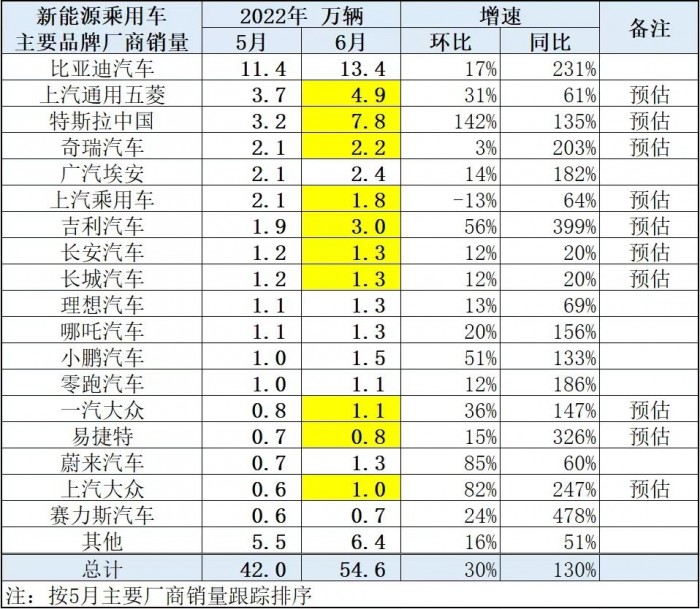 新能源乘用车 2022年 万辆 增速 备注
主要品牌厂商销量 5月 6月 环比 同比
比亚迪汽车 11.4 13.4 17% 231%
上汽通用五菱 3.7 4.9 31% 61% 预估
特斯拉中国 3.2 7.8 142% 135% 预估
奇瑞汽车 2.1 2.2 3% 203% 预估
广汽埃安 2.1 2.4 14% 182%
上汽乘用车 2.1 1.8 -13% 64% 预估
吉利汽车 1.9 3.0 56% 399% 预估
长安汽车 1.2 1.3 12% 20% 预估
长城汽车 1.2 1.3 12% 20% 预估
理想汽车 1.1 1.3 13% 69%
哪吒汽车 1.1 1.3 20% 156%
小鹏汽车 1.0 1.5 51% 133%
零跑汽车 1.0 1.1 12% 186%
一汽大众 0.8 1.1 36% 147% 预估
易捷特 0.7 0.8 15% 326% 预估
蔚来汽车 0.7 1.3 85% 60%
上汽大众 0.6 1.0 82% 247% 预估
赛力斯汽车 0.6 0.7 24% 478%
其他 5.5 6.4 16% 51%
总计 42.0 54.6 30% 130%
注：按5月主要厂商销量跟踪排序